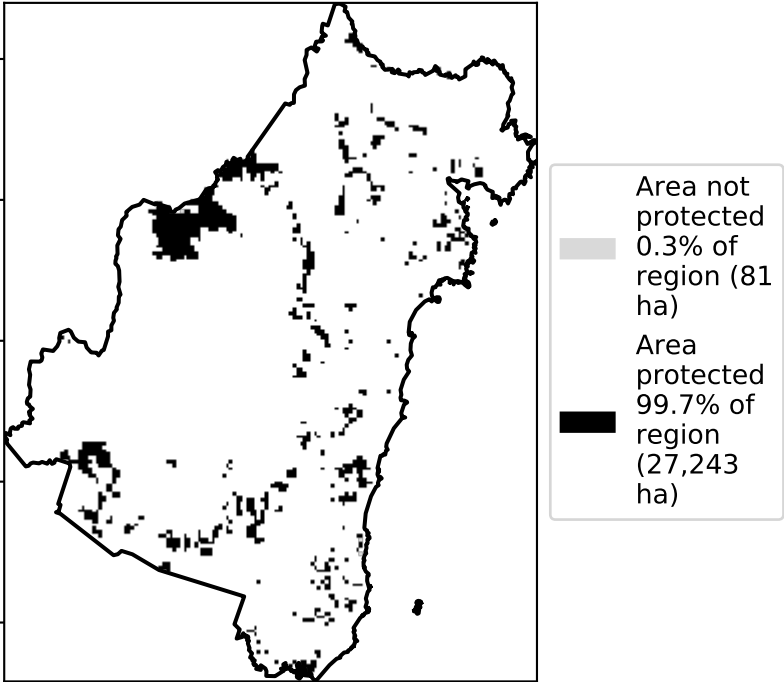 Area not
protected
0.3% of
region (81
ha)
Area
protected
99.7% of
region
(27,243
ha)